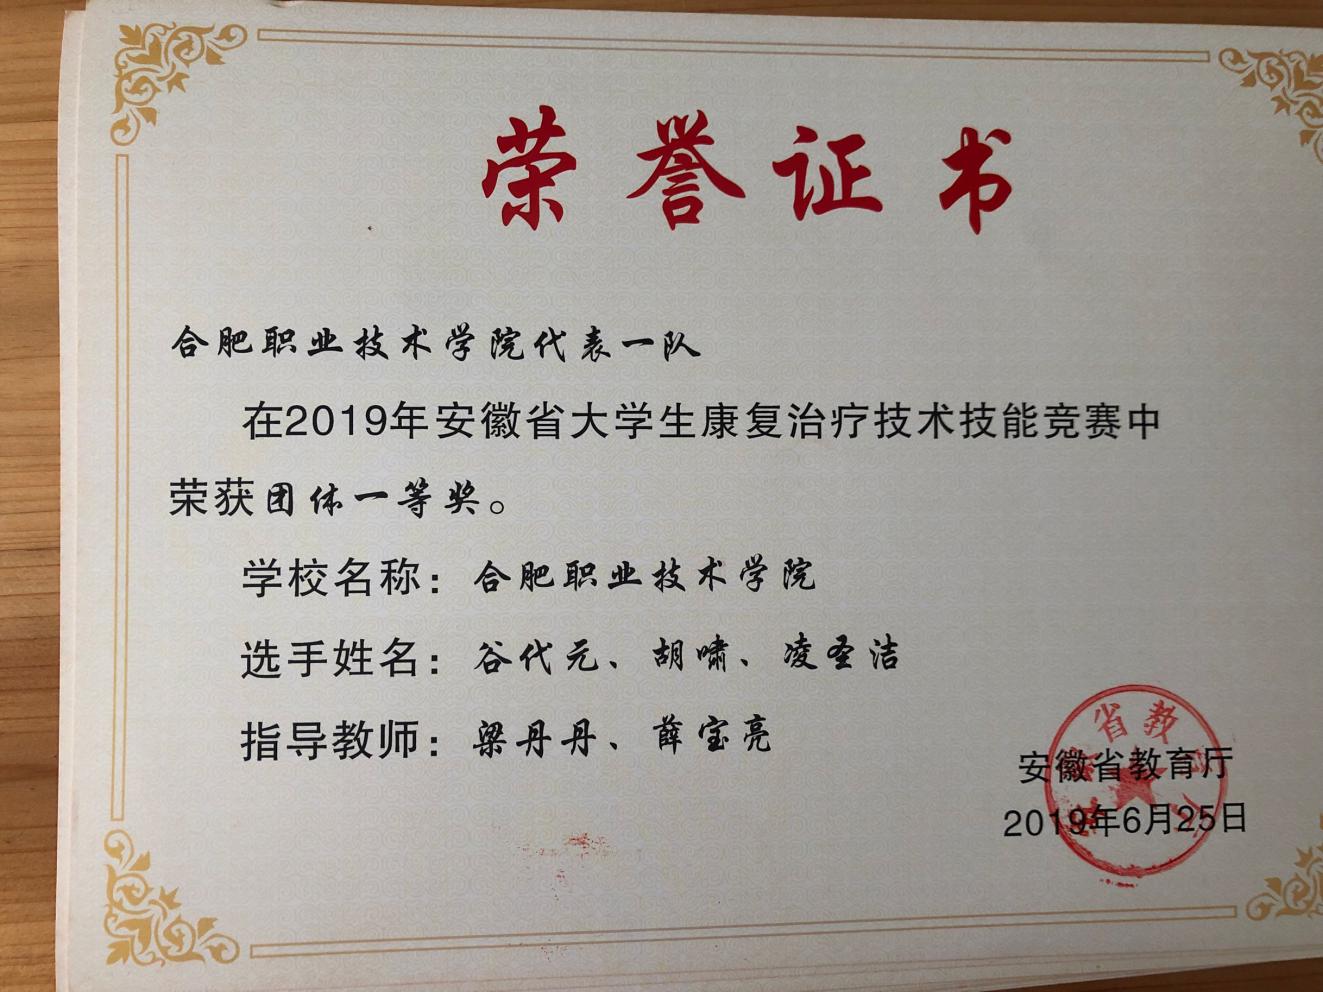 荣誉证书
合肥职业技术学院代表一队
在2019年安徽省大学生康复治疗技术技能竞赛中
荣获团体一等奖。
学校名称：合肥职业技术学院
选手姓名：谷代元、胡啸、凌圣洁
指导教师：梁丹丹、薛宝亮
省教
安徽省教育厅
2019年6月25日